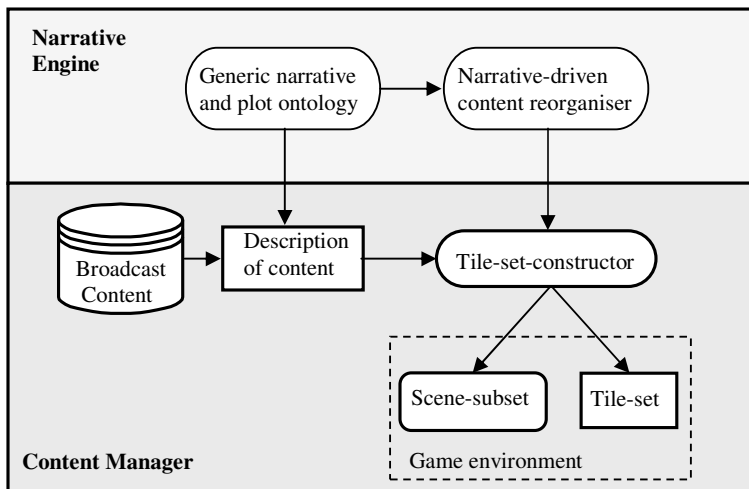 Narrative
Engine
Generic narrative
and plot ontology
Narrative-driven
content reorganiser
Broadcast
Content
Description
of content
Tile-set-constructor
Scene-subset
Tile-set
Game environment
Content Manager